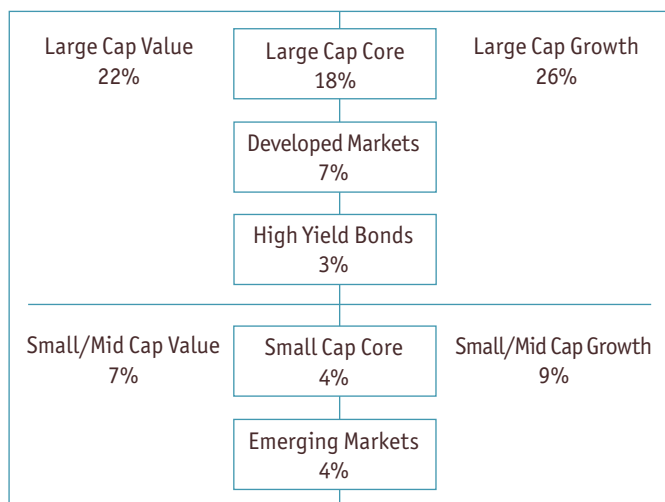 Large Cap Value
22%
Large Cap Core
18%
Large Cap Growth
26%
Developed Markets
7%
High Yield Bonds
3%
Small/Mid Cap Value
7%
Small Cap Core
4%
Small/Mid Cap Growth
9%
Emerging Markets
4%